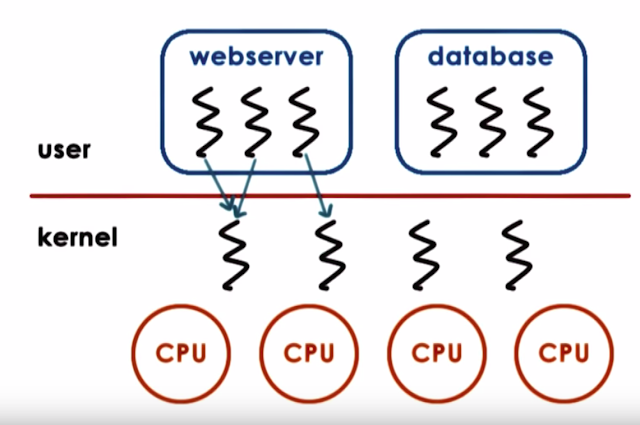 webserver
database
user
kernel
CPU
CPU
CPU
CPU